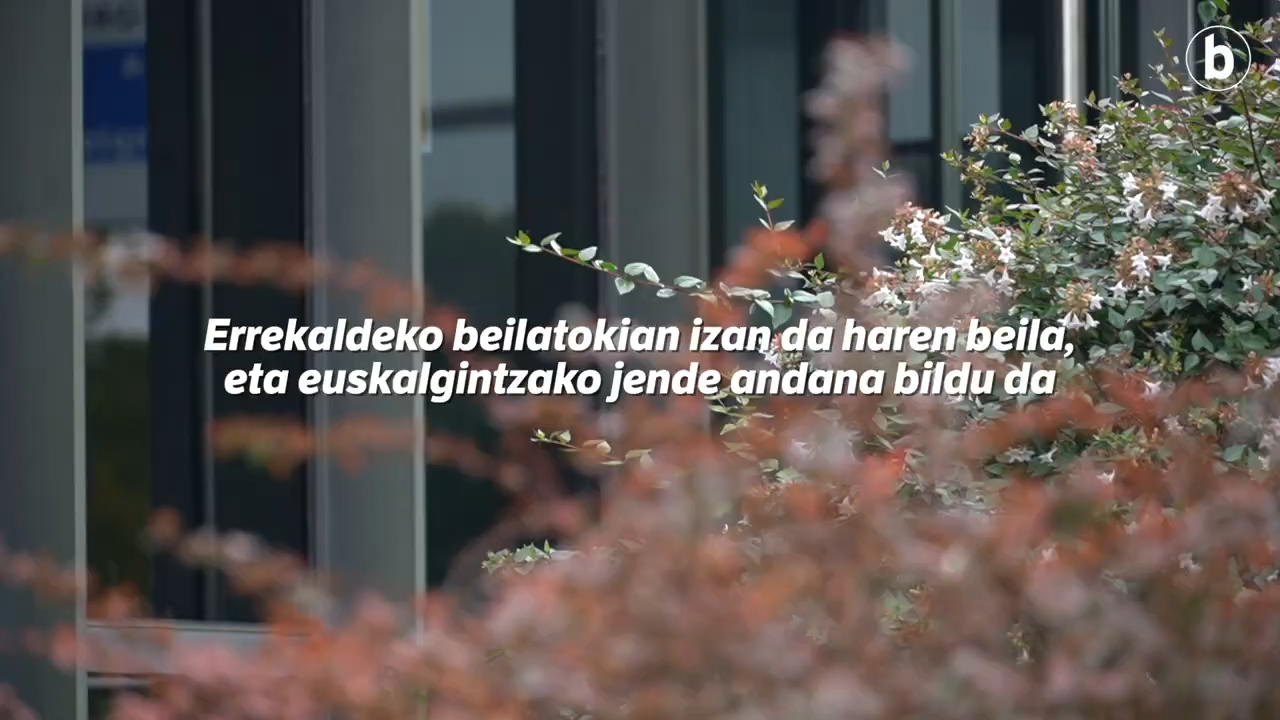 b
Errekaldeko beilatokian izan da haren beila,
eta euskalgintzako jende andana bildu da